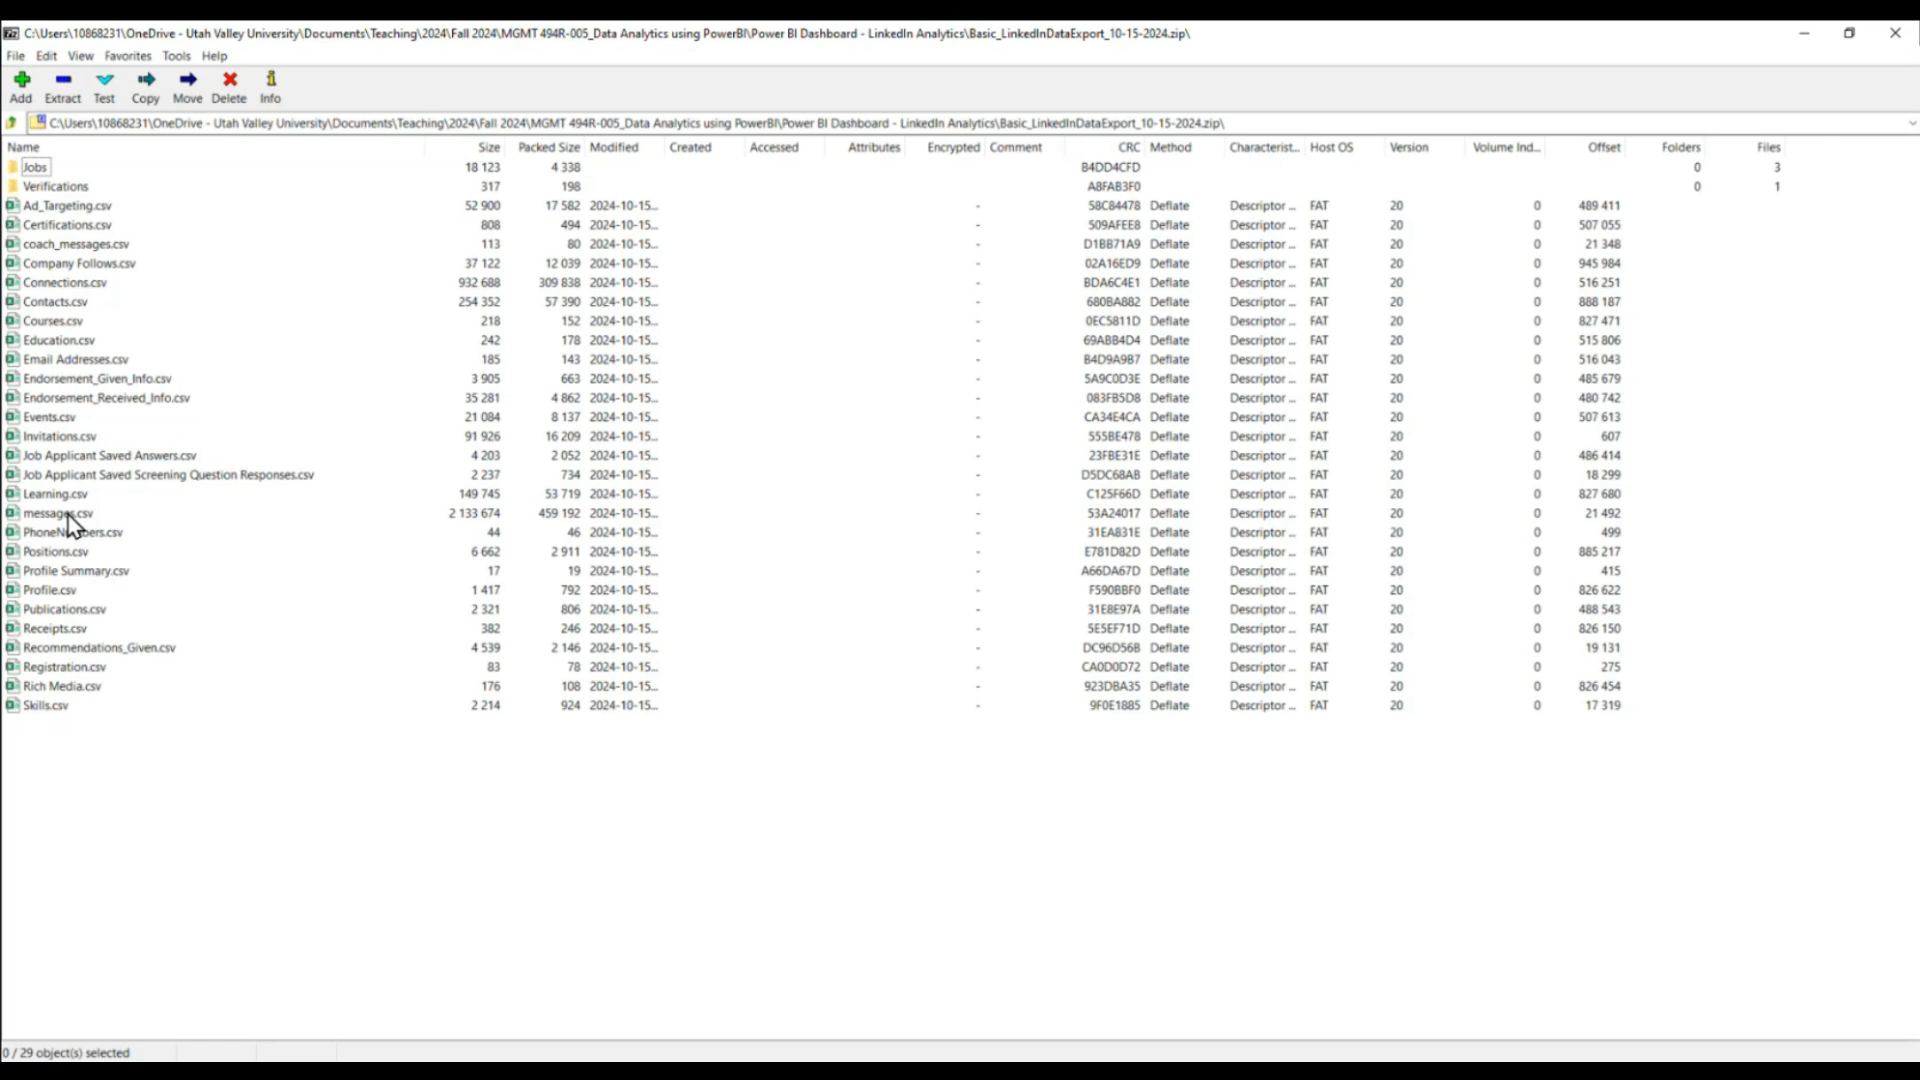 C:\Users\10868231\OneDrive - Utah Valley University\Documents\Teaching\2024\Fall 2024\MGMT 494R-005_Data Analytics using PowerBI\Power BI Dashboard - LinkedIn Analytics\Basic_LinkedInDataExport_10-15-2024.zip\
File Edit View Favorites Tools Help
Add Extract Test Copy Move Delete Info
C:\Users\10868231\OneDrive - Utah Valley University\Documents\Teaching\2024\Fall 2024\MGMT 494R-005_Data Analytics using PowerBI\Power BI Dashboard - LinkedIn Analytics\Basic_LinkedInDataExport_10-15-2024.zip\
Name Size Packed Size Modified Created Accessed Attributes Encrypted Comment CRC Method Characterist... Host OS Version Volume Ind... Offset Folders Files
Jobs 18 123 4 338 B4DD4CFD 0 3
Verifications 317 198 A8FAB3F0 0 1
Ad_Targeting.csv 52 900 17 582 2024-10-15... - 58C84478 Deflate Descriptor ... FAT 20 0 489 411
Certifications.csv 808 494 2024-10-15... - 509AFEE8 Deflate Descriptor ... FAT 20 0 507 055
coach_messages.csv 113 80 2024-10-15... - D1BB71A9 Deflate Descriptor ... FAT 20 0 21 348
Company Follows.csv 37 122 12 039 2024-10-15... - 02A16ED9 Deflate Descriptor ... FAT 20 0 945 984
Connections.csv 932 688 309 838 2024-10-15... - BDA6C4E1 Deflate Descriptor ... FAT 20 0 516 251
Contacts.csv 254 352 57 390 2024-10-15... - 680BA882 Deflate Descriptor ... FAT 20 0 888 187
Courses.csv 218 152 2024-10-15... - 0EC5811D Deflate Descriptor ... FAT 20 0 827 471
Education.csv 242 178 2024-10-15... - 69ABB4D4 Deflate Descriptor ... FAT 20 0 515 806
Email Addresses.csv 185 143 2024-10-15... - B4D9A9B7 Deflate Descriptor ... FAT 20 0 516 043
Endorsement_Given_Info.csv 3 905 663 2024-10-15... - 5A9C0D3E Deflate Descriptor ... FAT 20 0 485 679
Endorsement_Received_Info.csv 35 281 4 862 2024-10-15... - 083FB5D8 Deflate Descriptor ... FAT 20 0 480 742
Events.csv 21 084 8 137 2024-10-15... - CA34E4CA Deflate Descriptor ... FAT 20 0 507 613
Invitations.csv 91 926 16 209 2024-10-15... - 555BE478 Deflate Descriptor ... FAT 20 0 607
Job Applicant Saved Answers.csv 4 203 2 052 2024-10-15... - 23FBE31E Deflate Descriptor ... FAT 20 0 486 414
Job Applicant Saved Screening Question Responses.csv 2 237 734 2024-10-15... - D5DC68AB Deflate Descriptor ... FAT 20 0 18 299
Learning.csv 149 745 53 719 2024-10-15... - C125F66D Deflate Descriptor ... FAT 20 0 827 680
messages.csv 2 133 674 459 192 2024-10-15... - 53A24017 Deflate Descriptor ... FAT 20 0 21 492
PhoneNumbers.csv 44 46 2024-10-15... - 31EA831E Deflate Descriptor ... FAT 20 0 499
Positions.csv 6 662 2 911 2024-10-15... - E781D82D Deflate Descriptor ... FAT 20 0 885 217
Profile Summary.csv 17 19 2024-10-15... - A66DA67D Deflate Descriptor ... FAT 20 0 415
Profile.csv 1 417 792 2024-10-15... - F590BBF0 Deflate Descriptor ... FAT 20 0 826 622
Publications.csv 2 321 806 2024-10-15... - 31E8E97A Deflate Descriptor ... FAT 20 0 488 543
Receipts.csv 382 246 2024-10-15... - 5E5EF71D Deflate Descriptor ... FAT 20 0 826 150
Recommendations_Given.csv 4 539 2 146 2024-10-15... - DC96D56B Deflate Descriptor ... FAT 20 0 19 131
Registration.csv 83 78 2024-10-15... - CA0D0D72 Deflate Descriptor ... FAT 20 0 275
Rich Media.csv 176 108 2024-10-15... - 923DBA35 Deflate Descriptor ... FAT 20 0 826 454
Skills.csv 2 214 924 2024-10-15... - 9F0E1885 Deflate Descriptor ... FAT 20 0 17 319
0 / 29 object(s) selected